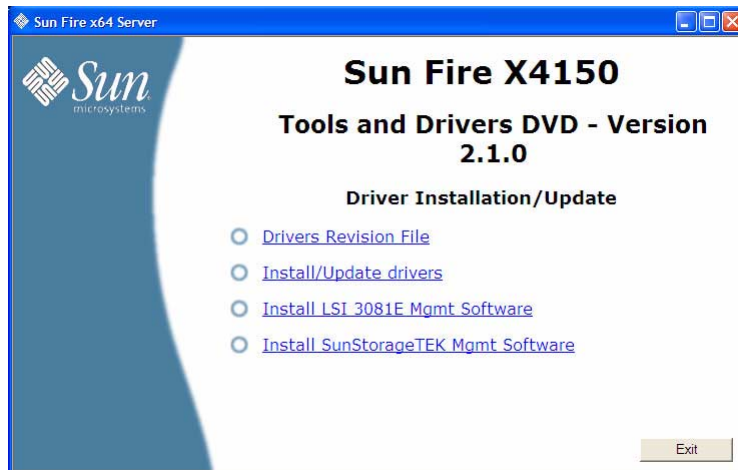 Sun Fire x64 Server
Sun
microsystems
Sun Fire X4150
Tools and Drivers DVD - Version
2.1.0
Driver Installation/Update
Drivers Revision File
Install/Update drivers
Install LSI 3081E Mgmt Software
Install SunStorageTEK Mgmt Software
Exit